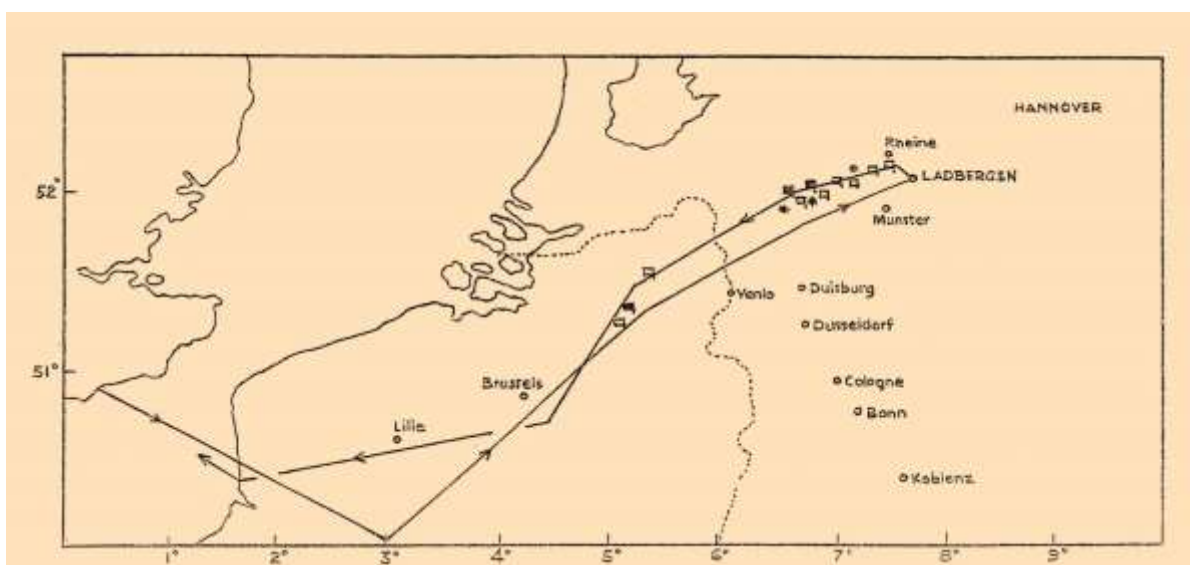 HANNOVER
Rheine
52°
LADBERGEN
Munster
Venlo
Duisburg
Dusseldorf
51°
Brussels
Cologne
Bonn
Lille
Koblenz
1° 2° 3° 4° 5° 6° 7° 8° 9°